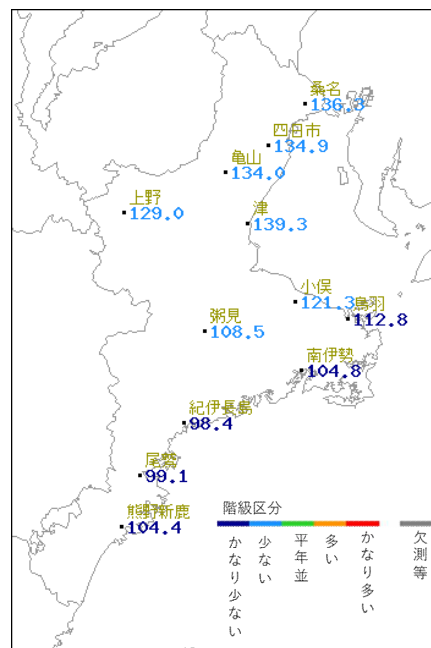 桑名
136.3
四日市
134.9
亀山
134.0
上野
129.0
津
139.3
小俣
121.3
鳥羽
112.8
粥見
108.5
南伊勢
104.8
紀伊長島
98.4
尾鷲
99.1
熊野新鹿
104.4
階級区分
かなり少ない
少ない
平年並
多い
かなり多い
欠測等